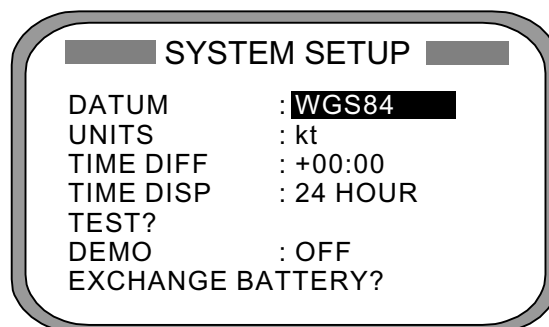 SYSTEM SETUP
DATUM : WGS84
UNITS : kt
TIME DIFF : +00:00
TIME DISP : 24 HOUR
TEST?
DEMO : OFF
EXCHANGE BATTERY?